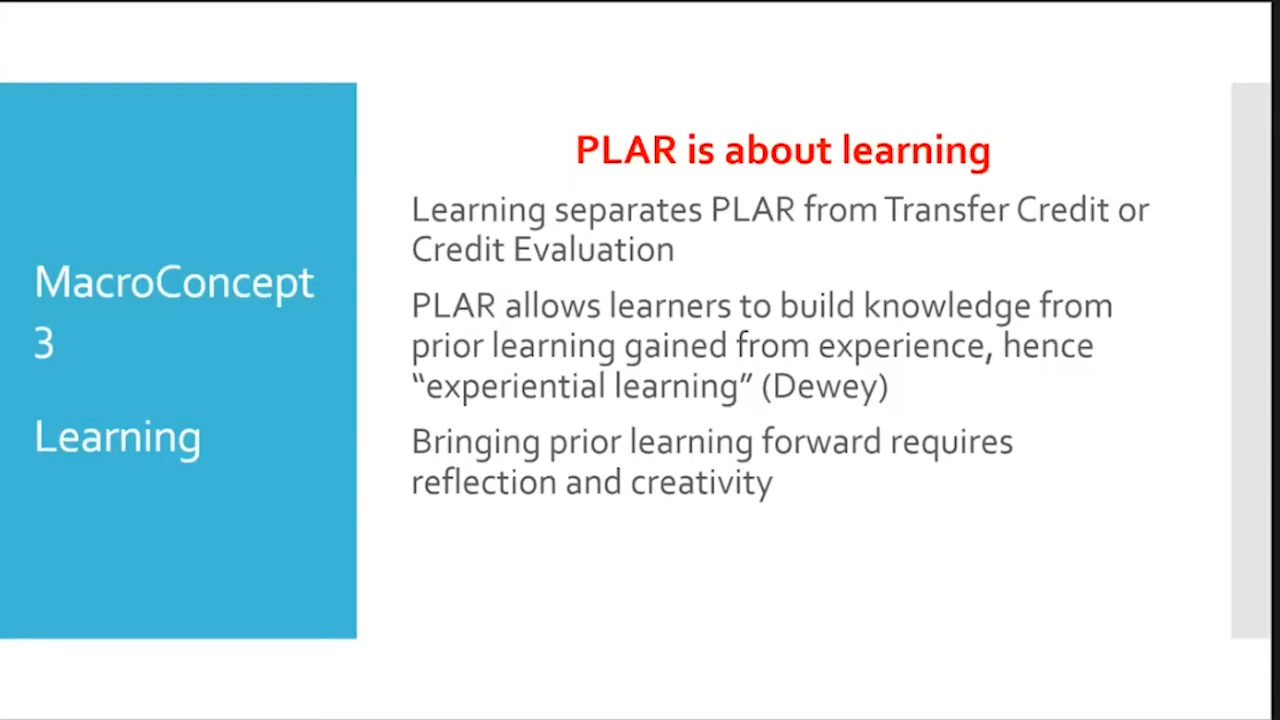 MacroConcept
3
Learning
PLAR is about learning
Learning separates PLAR from Transfer Credit or
Credit Evaluation
PLAR allows learners to build knowledge from
prior learning gained from experience, hence
“experiential learning” (Dewey)
Bringing prior learning forward requires
reflection and creativity